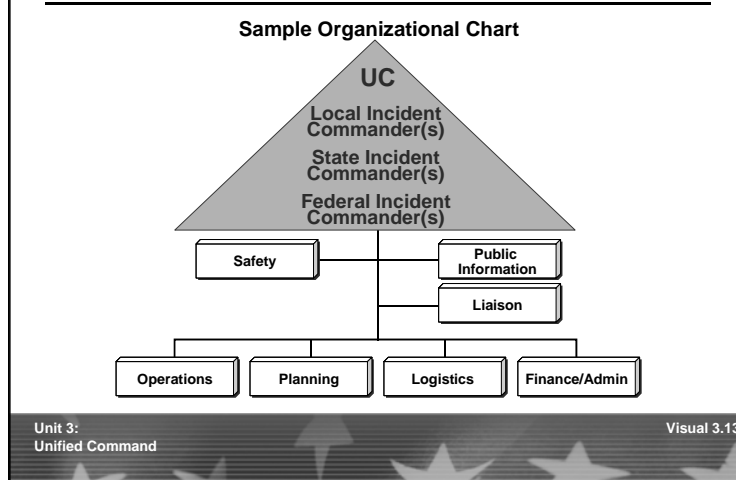 Sample Organizational Chart
UC
Local Incident
Commander(s)
State Incident
Commander(s)
Federal Incident
Commander(s)
Safety
Public
Information
Liaison
Operations
Planning
Logistics
Finance/Admin
Unit 3:
Unified Command
Visual 3.13